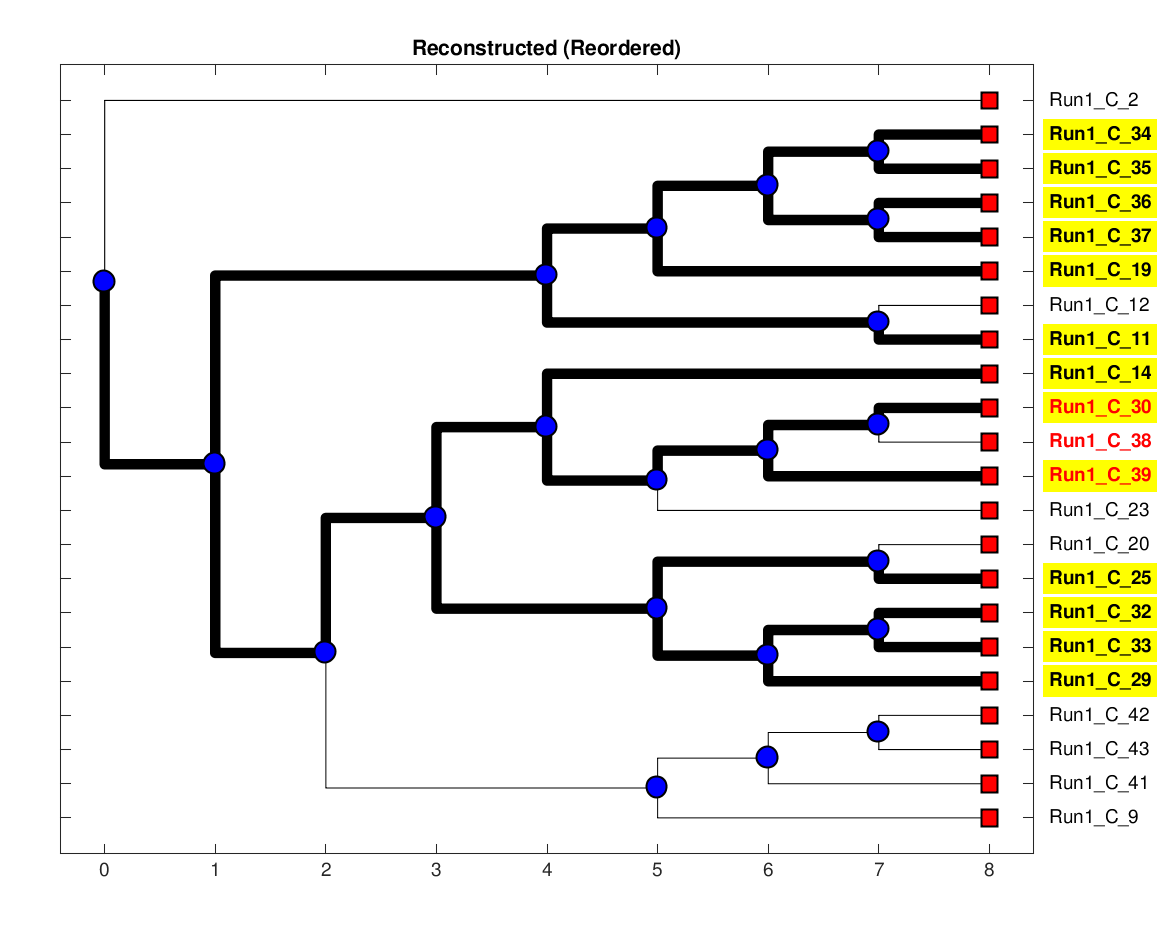 Reconstructed (Reordered)
Run1_C_2
Run1_C_34
Run1_C_35
Run1_C_36
Run1_C_37
Run1_C_19
Run1_C_12
Run1_C_11
Run1_C_14
Run1_C_30
Run1_C_38
Run1_C_39
Run1_C_23
Run1_C_20
Run1_C_25
Run1_C_32
Run1_C_33
Run1_C_29
Run1_C_42
Run1_C_43
Run1_C_41
Run1_C_9
0 1 2 3 4 5 6 7 8